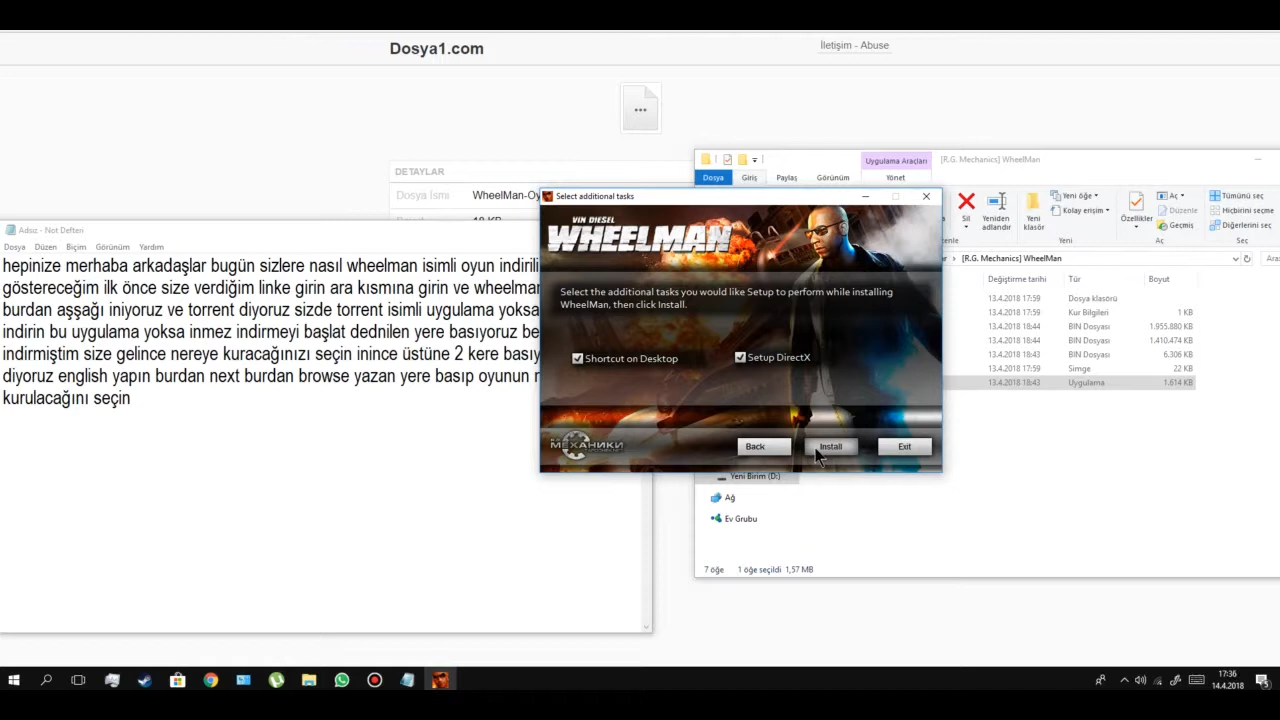 Dosya1.com
İletişim - Abuse
DETAYLAR
Dosya İsmi
WheelMan-Oy
Adsız - Not Defteri
Dosya Düzen Biçim Görünüm Yardım
hepinize merhaba arkadaşlar bugün sizlere nasıl wheelman isimli oyun indirili
göstereceğim ilk önce size verdiğim linke girin ara kısmına girin ve wheelman
burdan aşşağı iniyoruz ve torrent diyoruz sizde torrent isimli uygulama yoksa
indirin bu uygulama yoksa inmez indirmeyi başlat dednilen yere basıyoruz be
indirmiştim size gelince nereye kuracağınızı seçin inince üstüne 2 kere basıy
diyoruz english yapın burdan next burdan browse yazan yere basıp oyunun n
kurulacağını seçin
Uygulama Araçları
[R.G. Mechanics] WheelMan
Dosya Giriş Paylaş Görünüm Yönet
Sil
Yeniden
adlandır
Yeni
klasör
Yeni öğe
Kolay erişim
Yeni
Özellikler
Aç
Düzenle
Geçmiş
Aç
Tümünü seç
Hiçbirini seçme
Diğerlerini seç
Seç
[R.G. Mechanics] WheelMan
Değiştirme tarihi Tür Boyut
13.4.2018 17:59 Dosya klasörü
13.4.2018 17:59 Kur Bilgileri 1 KB
13.4.2018 18:44 BIN Dosyası 1.955.880 KB
13.4.2018 18:44 BIN Dosyası 1.410.474 KB
13.4.2018 18:43 BIN Dosyası 6.306 KB
13.4.2018 17:59 Simge 22 KB
13.4.2018 18:43 Uygulama 1.614 KB
Yeni Birim (D:)
Ağ
Ev Grubu
7 öğe 1 öğe seçildi 1,57 MB
Select additional tasks
VIN DIESEL
WHEELMAN
Select the additional tasks you would like Setup to perform while installing
WheelMan, then click Install.
Shortcut on Desktop
Setup DirectX
МЕХАНИКИ
Back
Install
Exit
17:36
14.4.2018